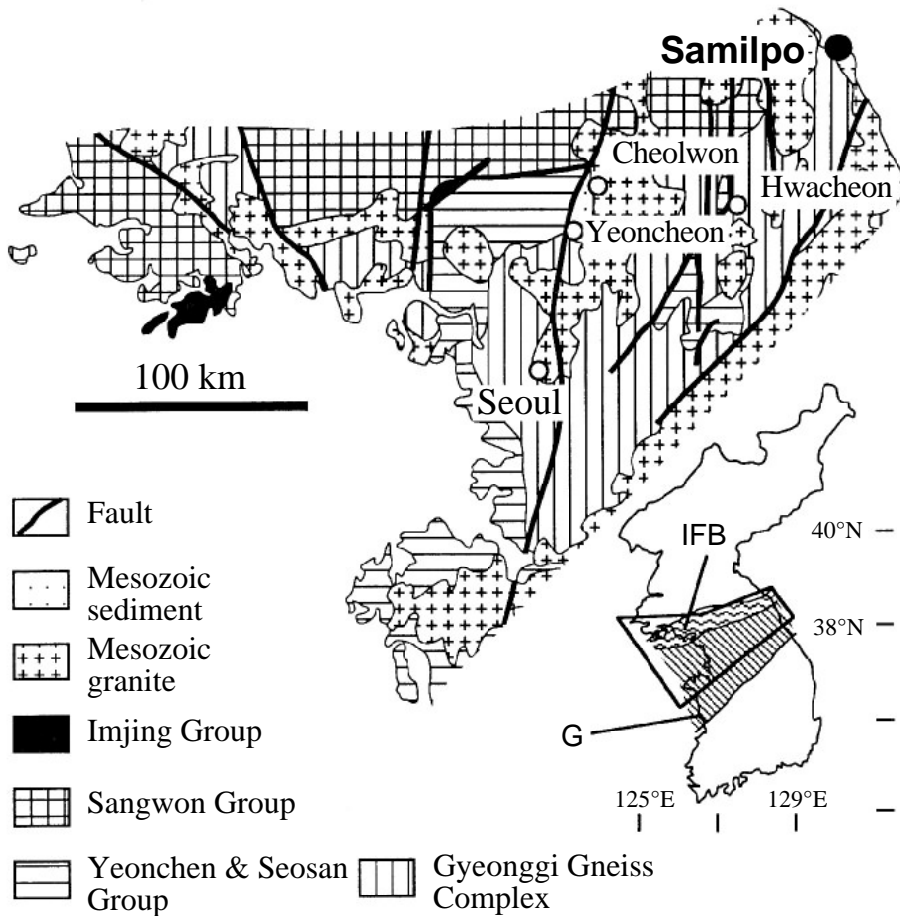 Samilpo
Cheolwon
Hwacheon
Yeoncheon
100 km
Seoul
Fault
Mesozoic
sediment
Mesozoic
granite
Imjing Group
Sangwon Group
Yeonchen & Seosan
Group
Gyeonggi Gneiss
Complex
IFB
40°N
38°N
G
125°E
129°E